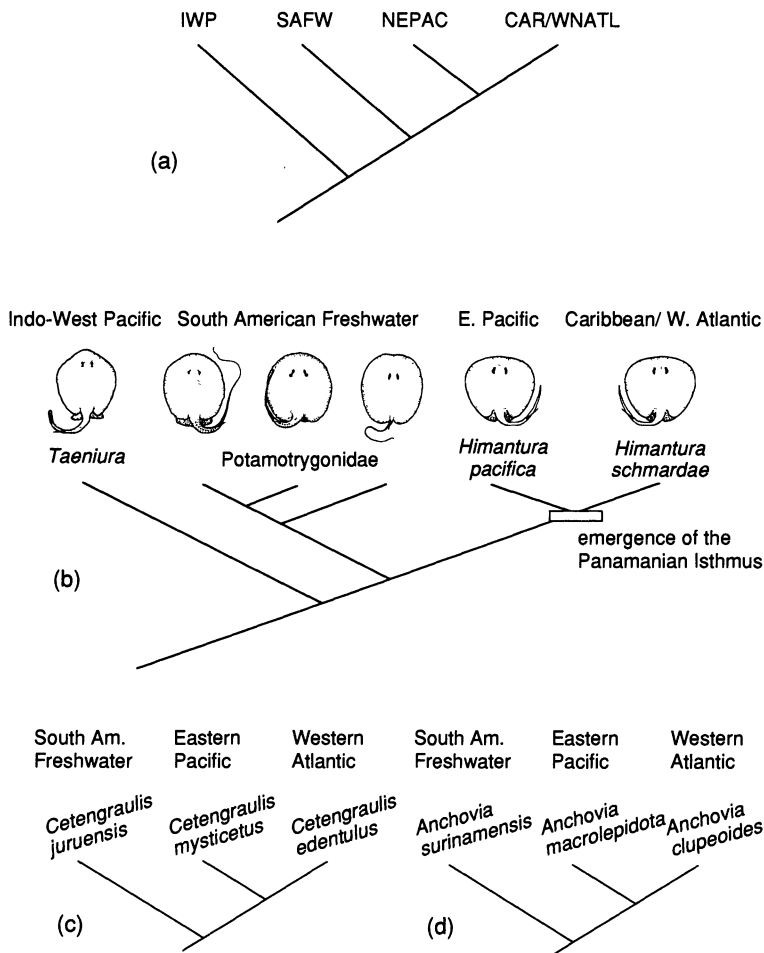 IWP SAFW NEPAC CAR/WNATL
(a)
Indo-West Pacific South American Freshwater E. Pacific Caribbean/ W. Atlantic
Taeniura
Potamotrygonidae
Himantura
pacifica
Himantura
schmardae
emergence of the
Panamanian Isthmus
(b)
South Am.
Freshwater
Eastern
Pacific
Western
Atlantic
South Am.
Freshwater
Eastern
Pacific
Western
Atlantic
Cetengraulis
juruensis
Cetengraulis
mysticetus
Cetengraulis
edentulus
Anchovia
surinamensis
Anchovia
macrolepidota
Anchovia
clupeoides
(c)
(d)